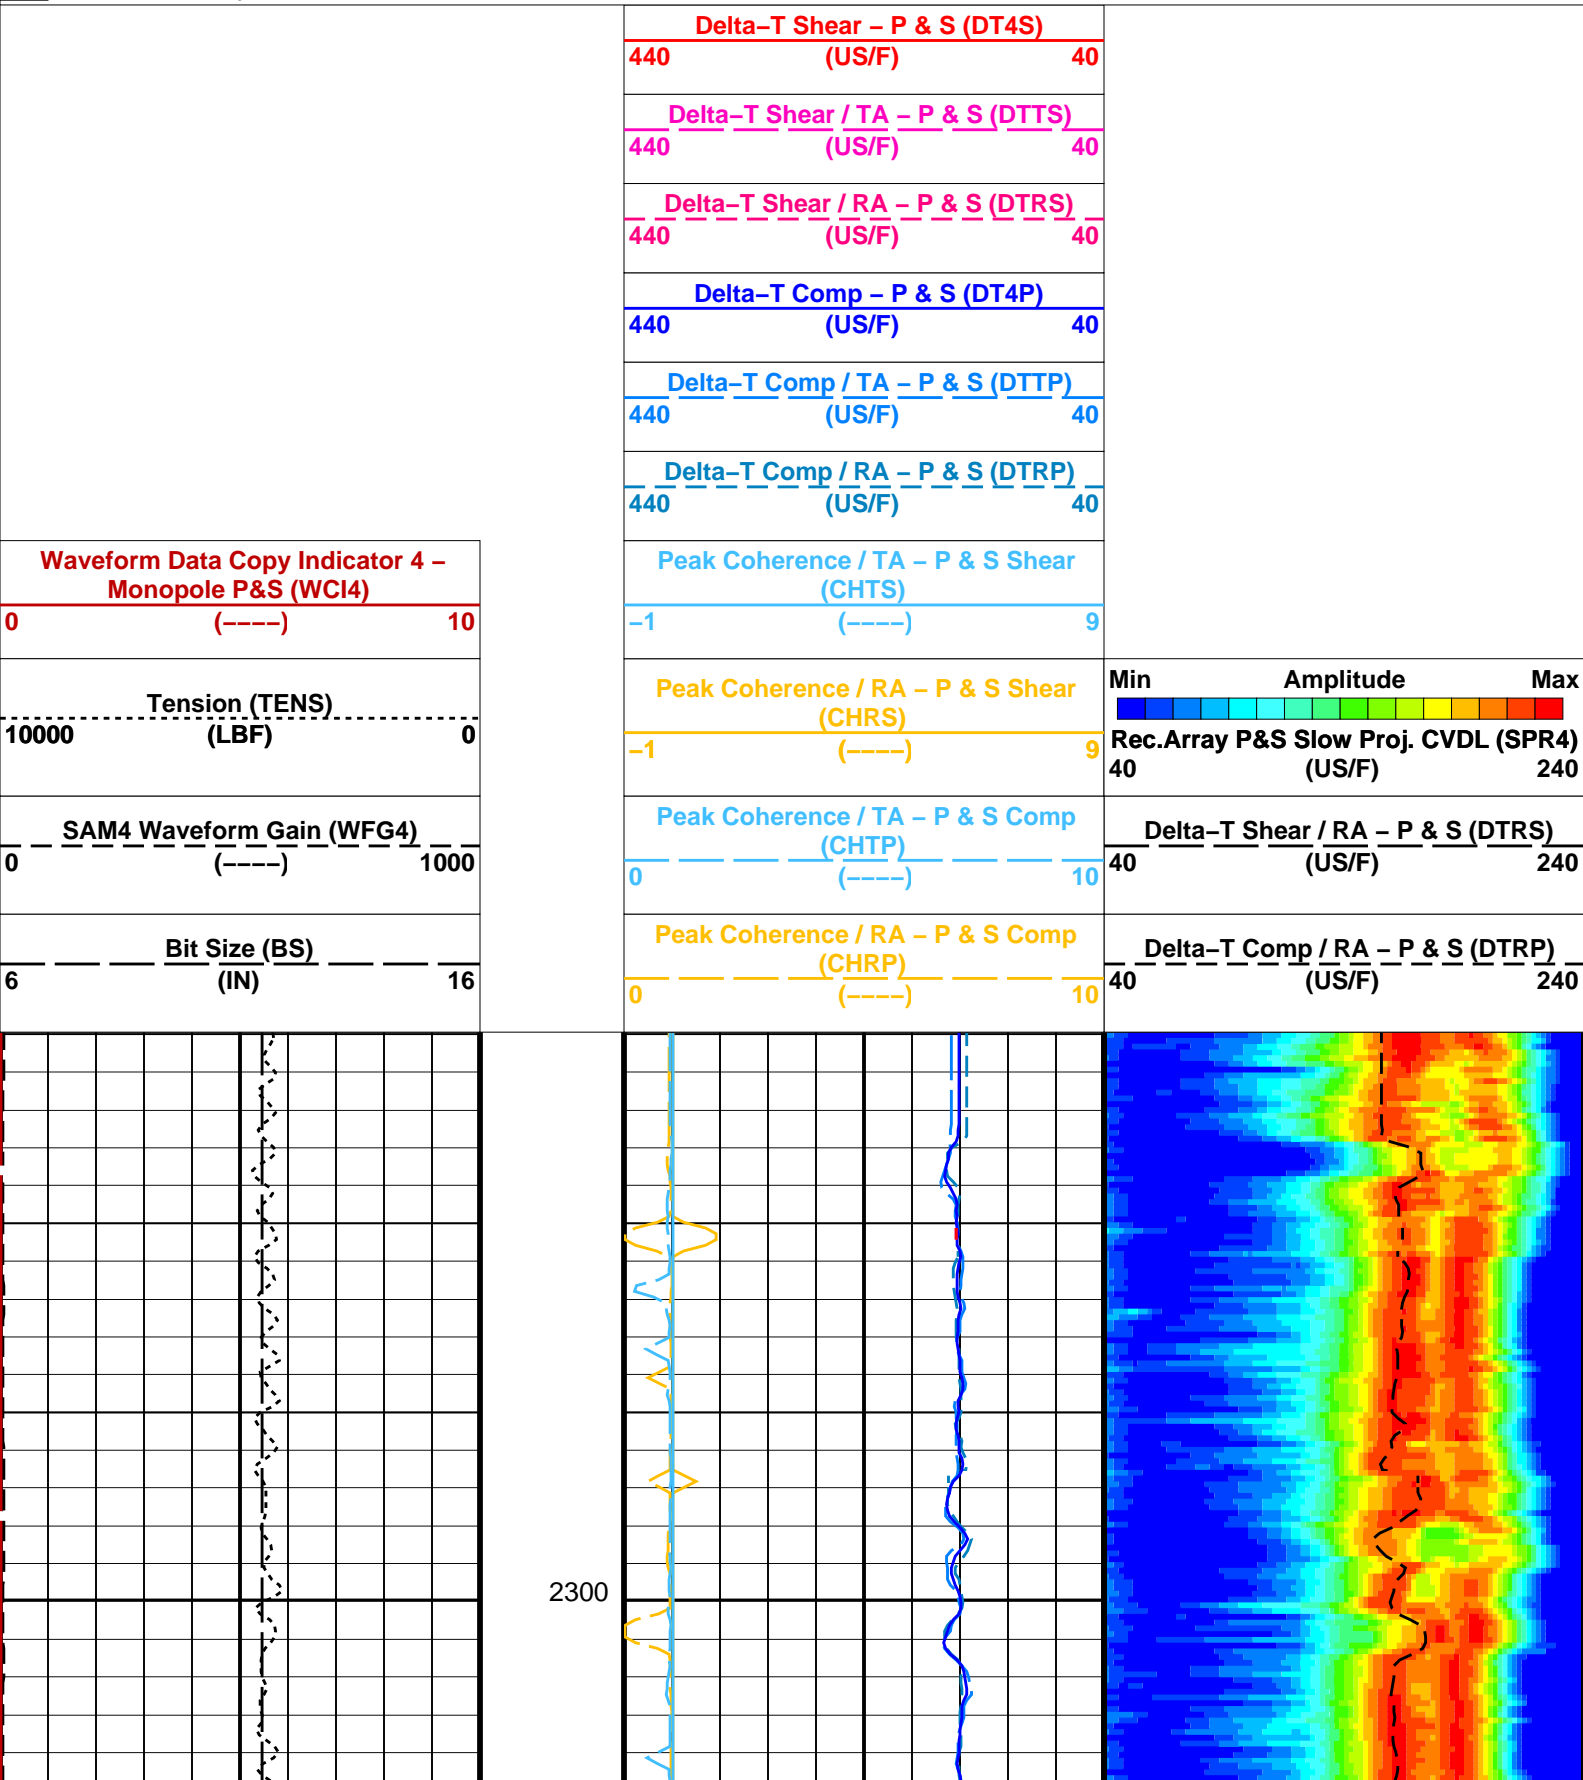 Delta–T Shear – P & S (DT4S)
440 (US/F) 40
Delta–T Shear / TA – P & S (DTTS)
440 (US/F) 40
Delta–T Shear / RA – P & S (DTRS)
440 (US/F) 40
Delta–T Comp – P & S (DT4P)
440 (US/F) 40
Delta–T Comp / TA – P & S (DTTP)
440 (US/F) 40
Delta–T Comp / RA – P & S (DTRP)
440 (US/F) 40
Waveform Data Copy Indicator 4 –
Monopole P&S (WCI4)
0 (––––) 10
Peak Coherence / TA – P & S Shear
(CHTS)
–1 (––––) 9
Tension (TENS)
10000 (LBF) 0
Peak Coherence / RA – P & S Shear
(CHRS)
–1 (––––) 9
Min Amplitude Max
Rec.Array P&S Slow Proj. CVDL (SPR4)
40 (US/F) 240
SAM4 Waveform Gain (WFG4)
0 (––––) 1000
Peak Coherence / TA – P & S Comp
(CHTP)
0 (––––) 10
Delta–T Shear / RA – P & S (DTRS)
40 (US/F) 240
Bit Size (BS)
6 (IN) 16
Peak Coherence / RA – P & S Comp
(CHRP)
0 (––––) 10
Delta–T Comp / RA – P & S (DTRP)
40 (US/F) 240
2300